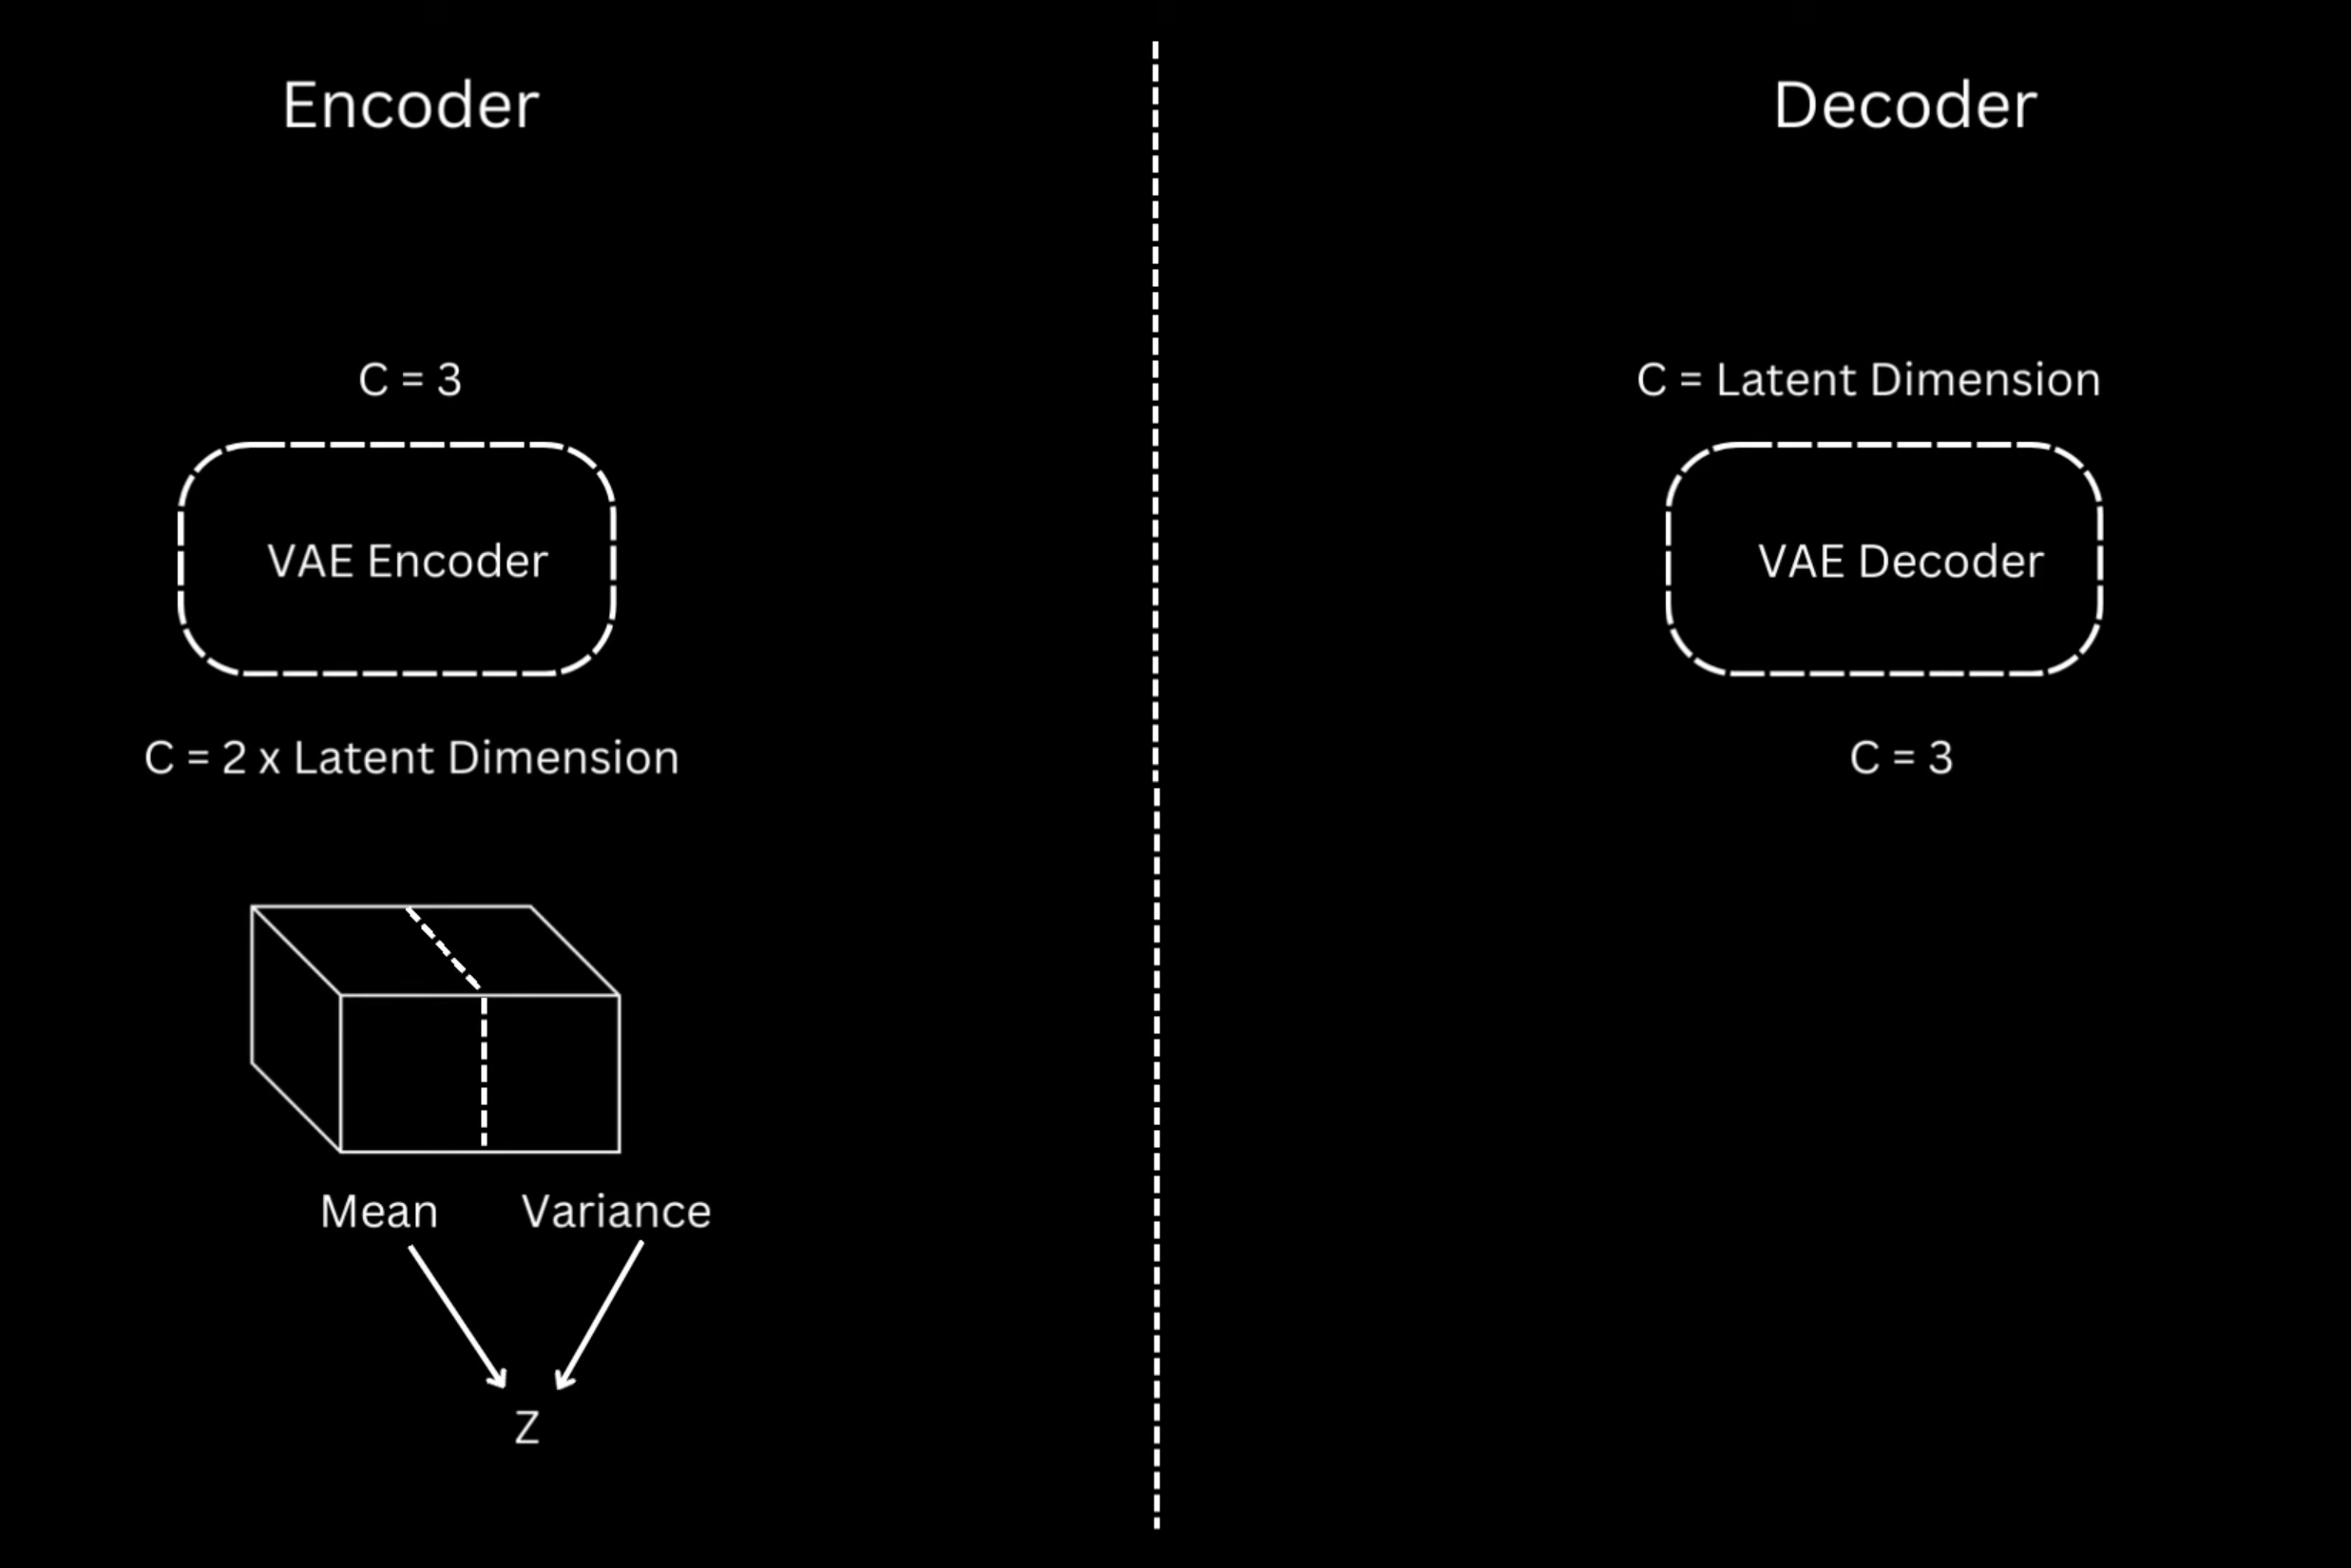 Encoder
C = 3
VAE Encoder
C = 2 x Latent Dimension
Mean
Variance
Z
Decoder
C = Latent Dimension
VAE Decoder
C = 3